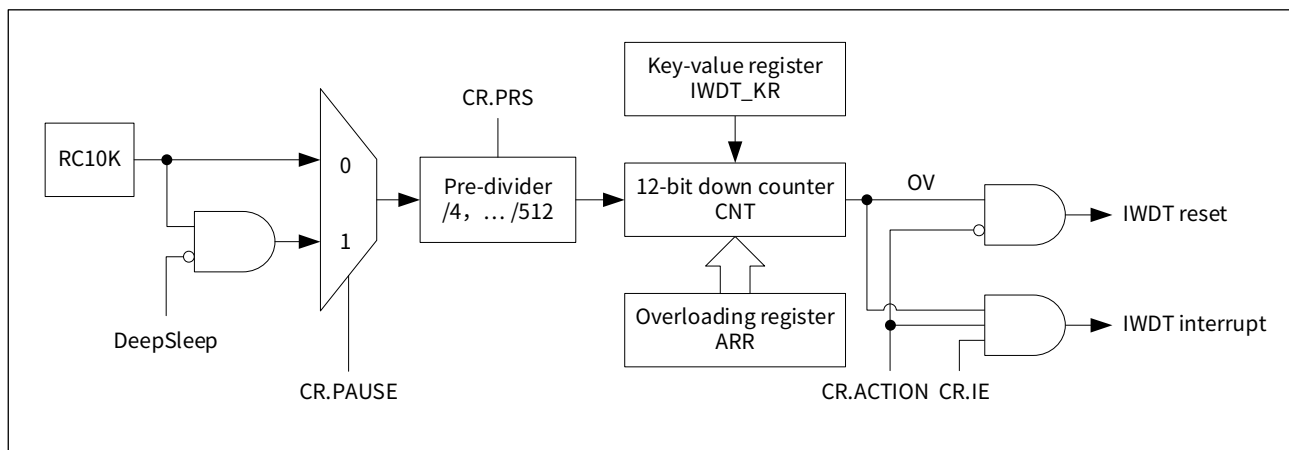 Key-value register
IWDT_KR
CR.PRS
RC10K
0
Pre-divider
/4，… /512
12-bit down counter
CNT
OV
IWDT reset
1
DeepSleep
Overloading register
ARR
IWDT interrupt
CR.PAUSE
CR.ACTION CR.IE